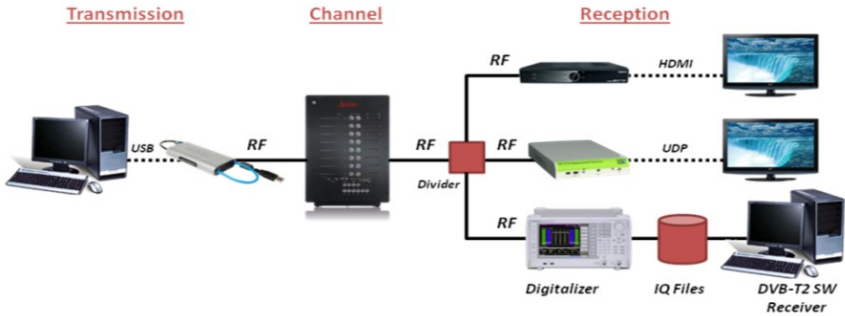 Transmission
Channel
Reception
RF
HDMI
USB
RF
RF
RF
UDP
Divider
RF
Digitalizer
IQ Files
DVB-T2 SW
Receiver